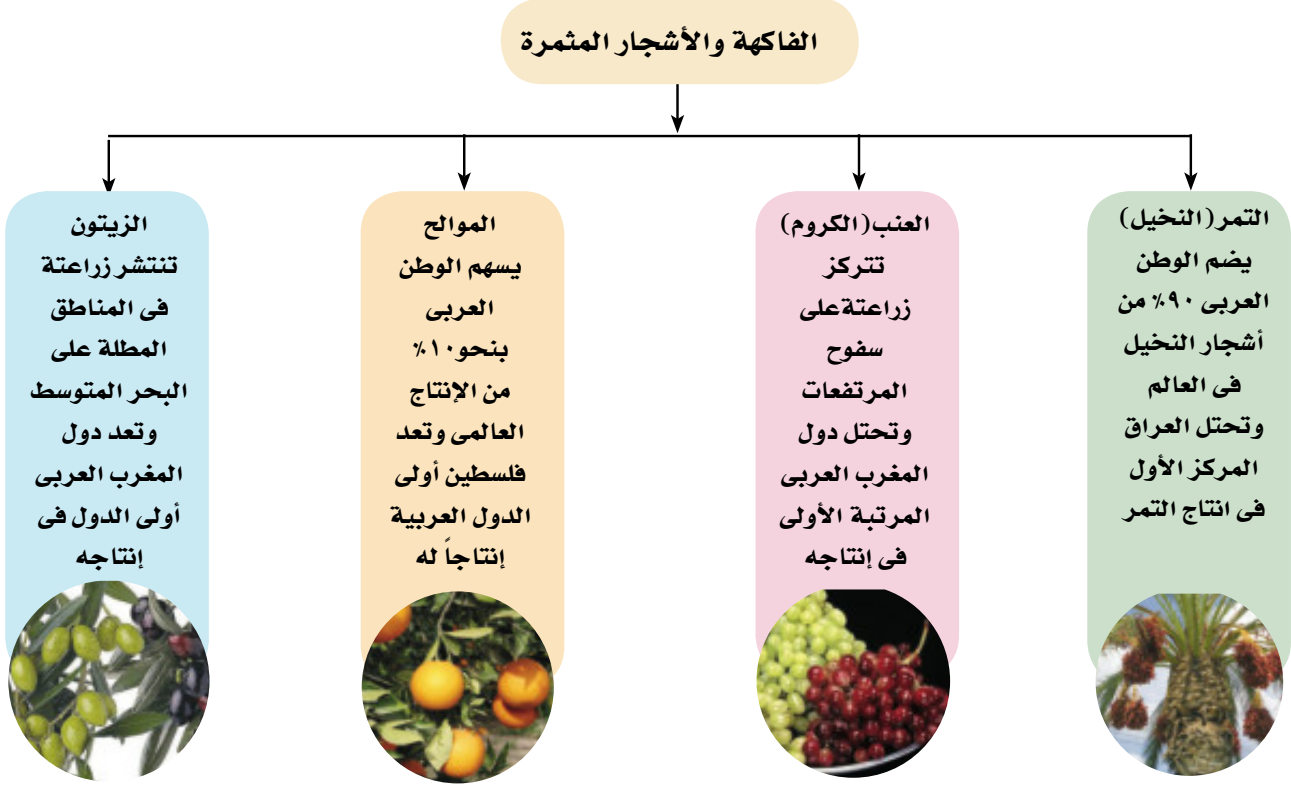 الفاكهة والأشجار المثمرة
التمر (النخيل)
يضم الوطن
العربى ٩٠٪ من
أشجار النخيل
فى العالم
وتحتل العراق
المركز الأول
فى انتاج التمر
العنب (الكروم)
تتركز
زراعتة على
سفوح
المرتفعات
وتحتل دول
المغرب العربى
المرتبة الأولى
فى إنتاجه
الموالح
يسهم الوطن
العربى
بنحو ١٠٪
من الإنتاج
العالمى وتعد
فلسطين أولى
الدول العربية
إنتاجاً له
الزيتون
تنتشر زراعتة
فى المناطق
المطلة على
البحر المتوسط
وتعد دول
المغرب العربى
أولى الدول فى
إنتاجه